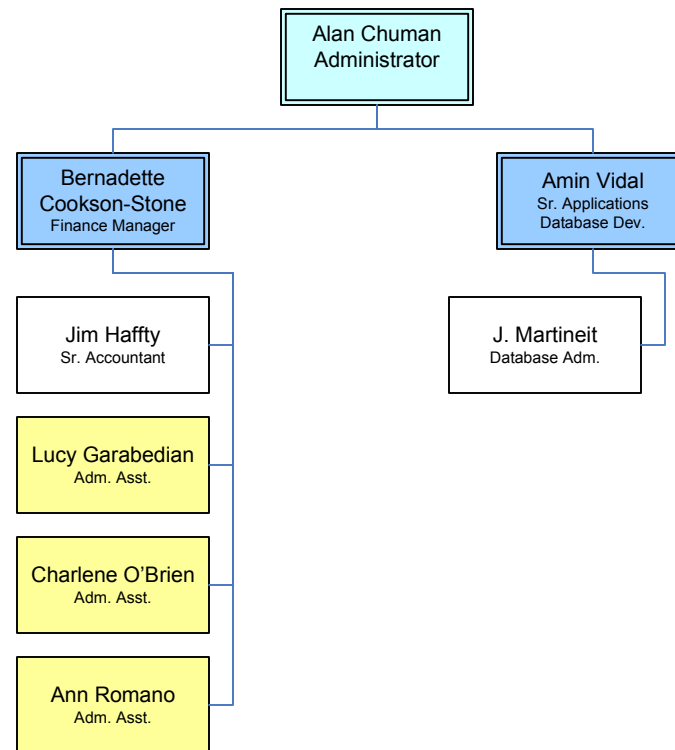 Alan Chuman
Administrator
Bernadette
Cookson-Stone
Finance Manager
Amin Vidal
Sr. Applications
Database Dev.
Jim Haffty
Sr. Accountant
J. Martineit
Database Adm.
Lucy Garabedian
Adm. Asst.
Charlene O’Brien
Adm. Asst.
Ann Romano
Adm. Asst.